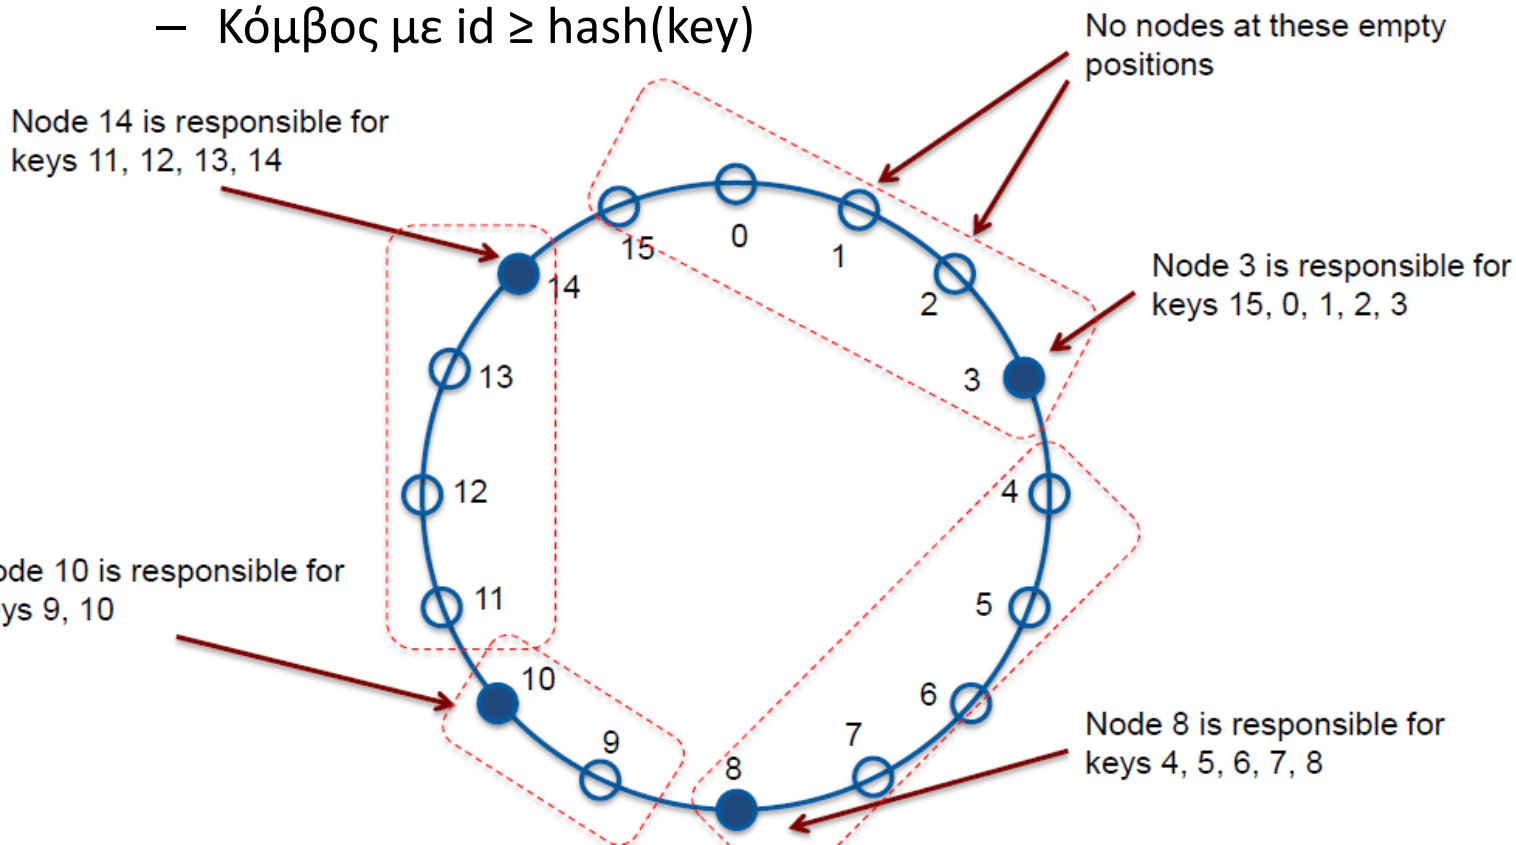 – Κόμβος με id ≥ hash(key)
No nodes at these empty
positions
Node 14 is responsible for
keys 11, 12, 13, 14
15
0
1
2
14
Node 3 is responsible for
keys 15, 0, 1, 2, 3
13
3
12
4
ode 10 is responsible for
ys 9, 10
11
5
10
6
9
7
8
Node 8 is responsible for
keys 4, 5, 6, 7, 8